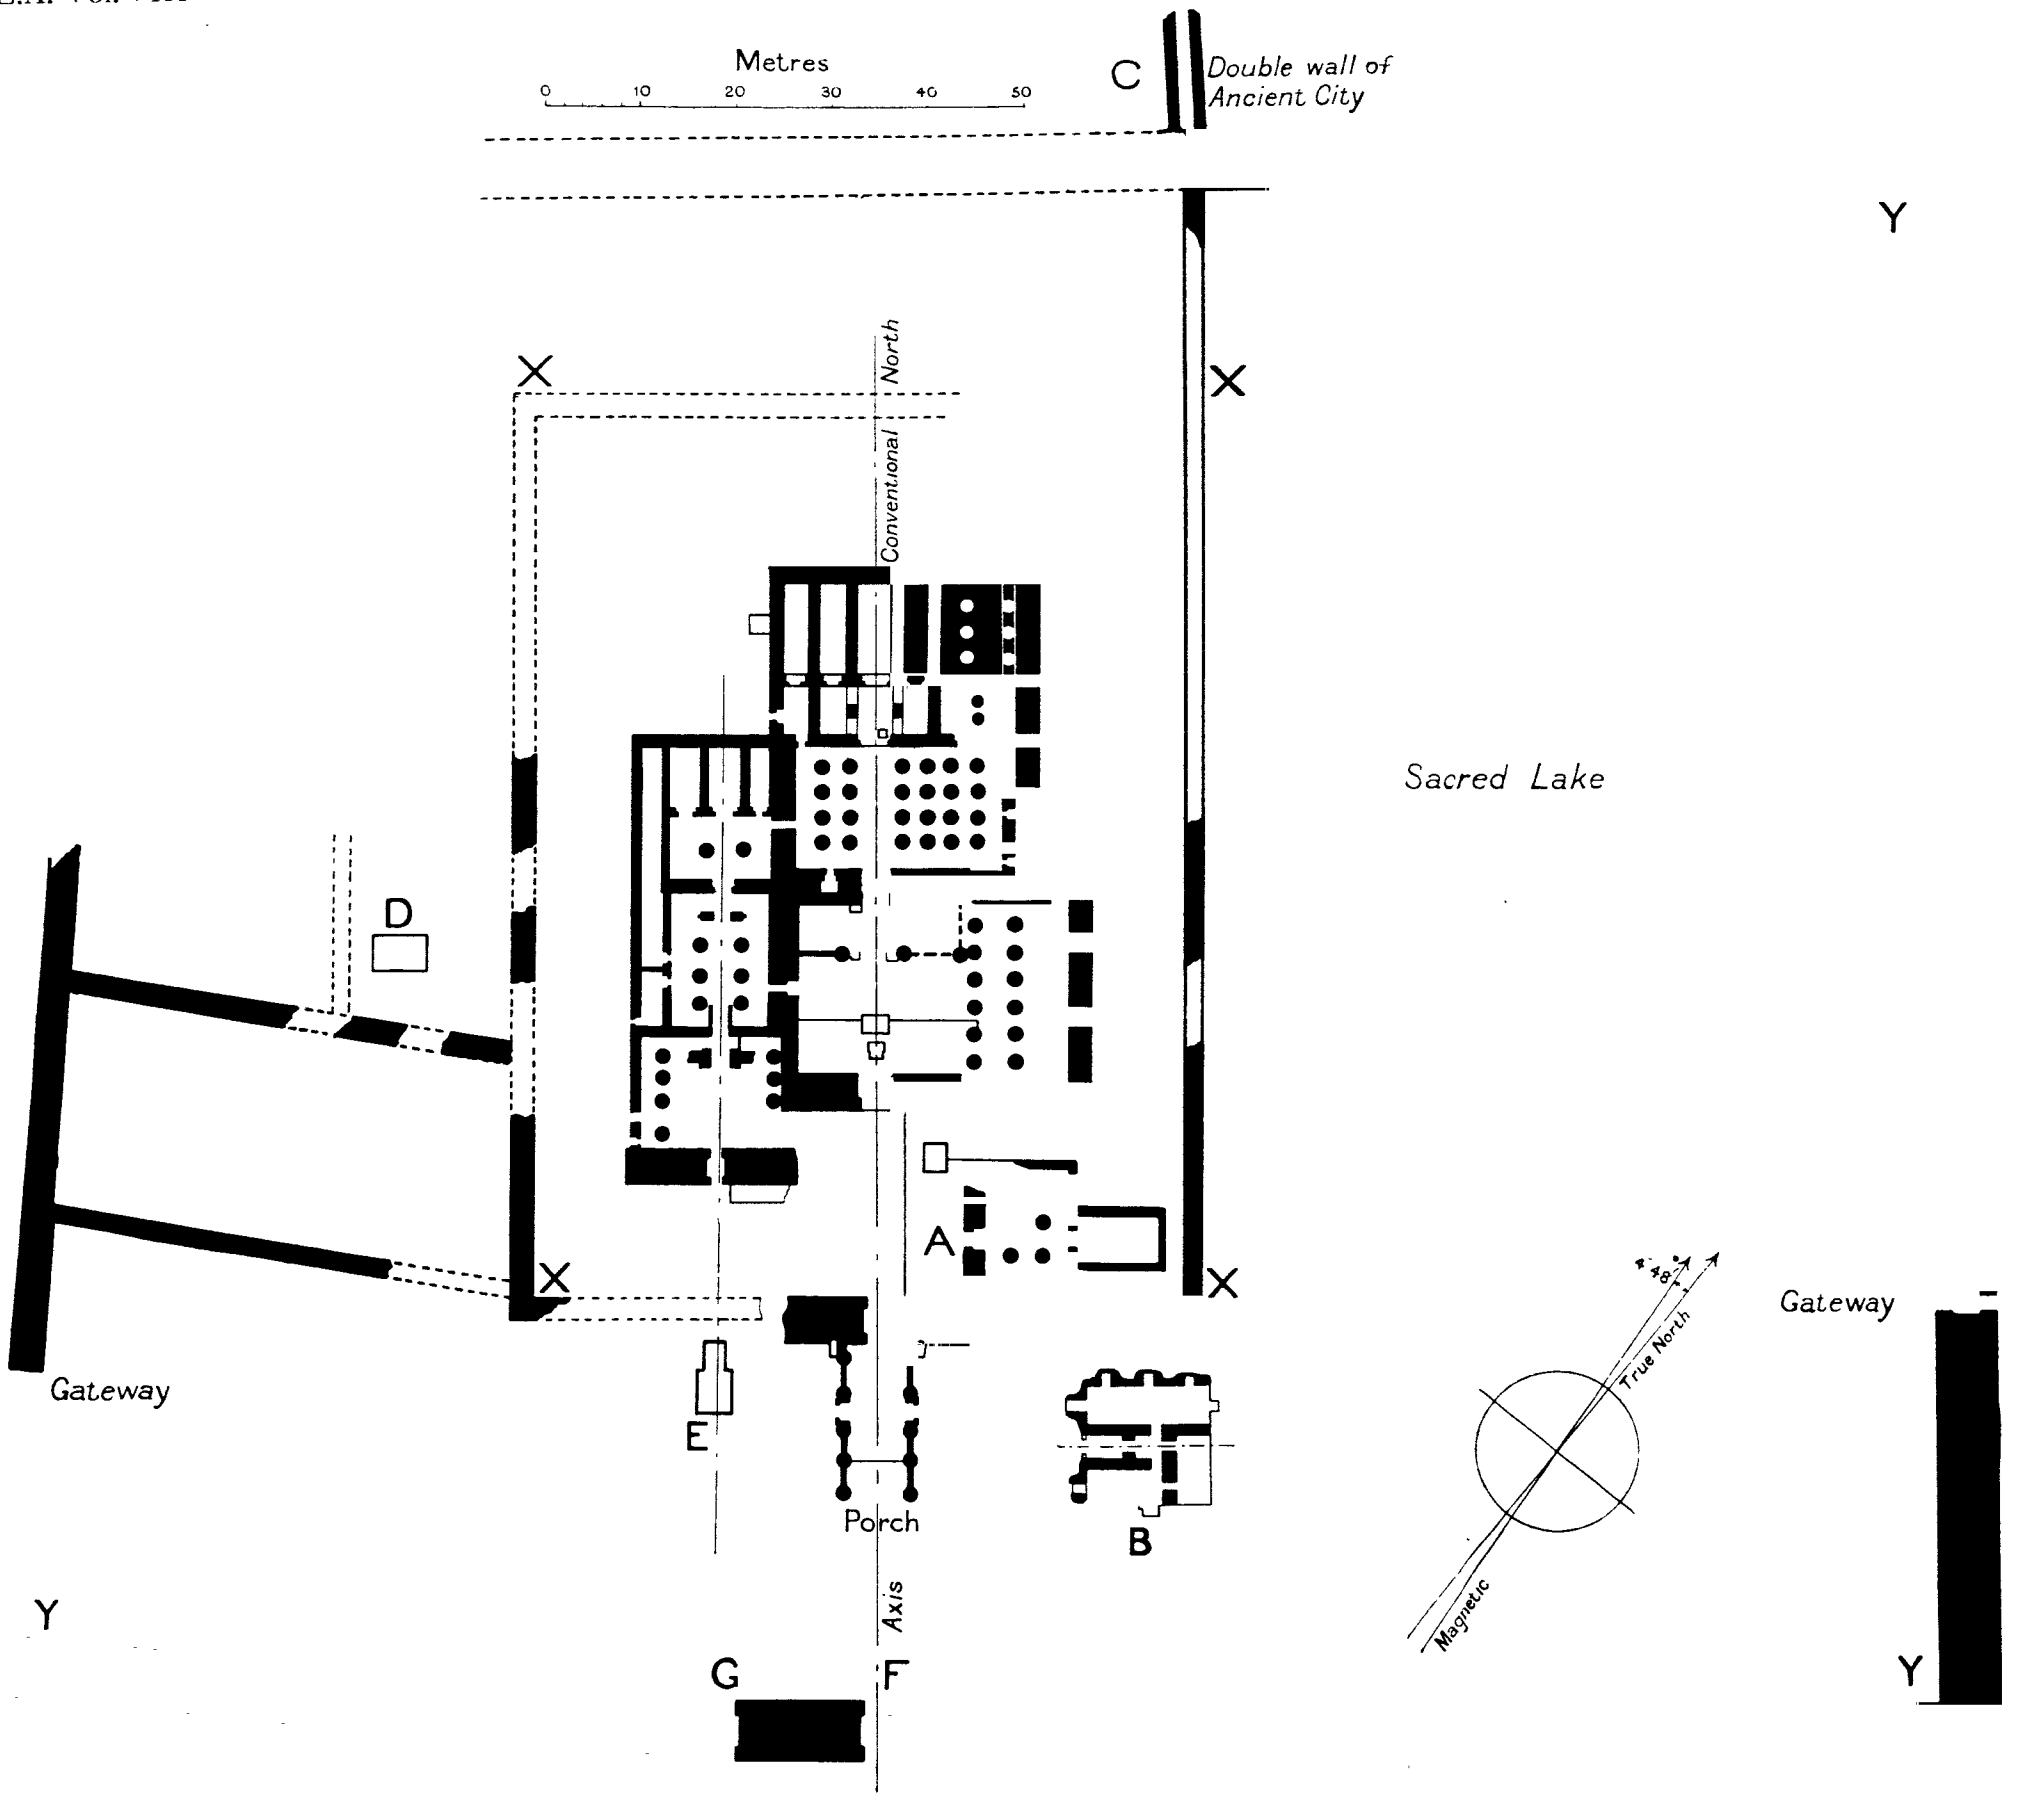 Metres
0 10 20 30 40 50
C
Double wall of
Ancient City
Y
X
X
Conventional North
Sacred Lake
D
A
X
X
Gateway
Gateway
4° 48'
True North
Magnetic
E
Porch
B
Axis
Y
G
F
Y